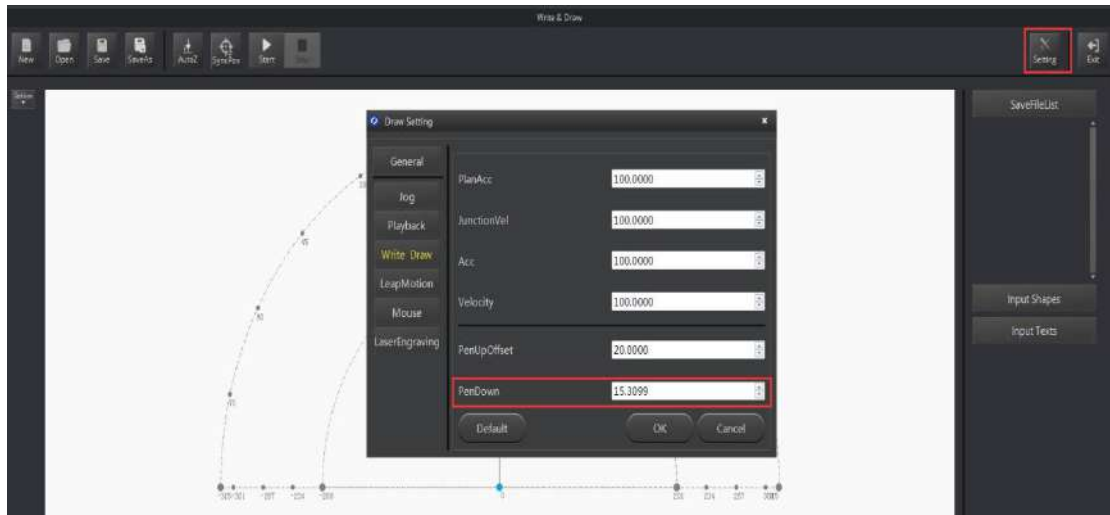 Write & Draw
New Open Save SaveAs AutoZ SyncPos Start
Setting Exit
SaveFileList
Draw Setting
General
Jog
Playback
Write Draw
LeapMotion
Mouse
LaserEngraving
PlanAcc 100.0000
JunctionVel 100.0000
Acc 100.0000
Velocity 100.0000
PenUpOffset 20.0000
PenDown 15.3099
Default OK Cancel
Input Shapes
Input Texts
0